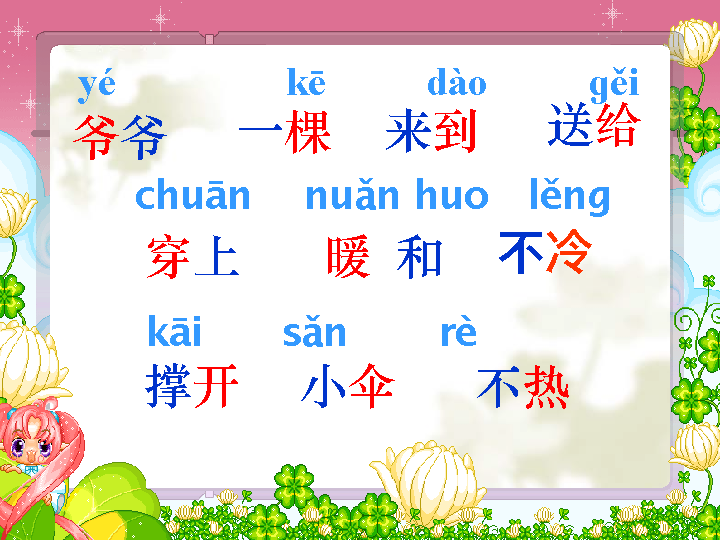 yé kē dào gěi
爷爷 一棵 来到 送给
chuān nuǎn huo lěng
穿上 暖 和 不冷
kāi sǎn rè
撑开 小伞 不热